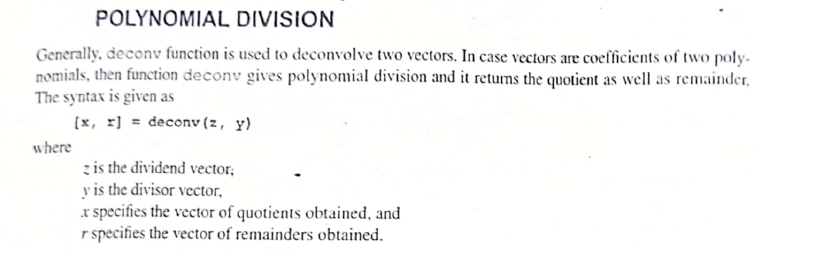 POLYNOMIAL DIVISION
Generally, deconv function is used to deconvolve two vectors. In case vectors are coefficients of two poly-
nomials, then function deconv gives polynomial division and it returns the quotient as well as remainder.
The syntax is given as
[x, r] = deconv(z, y)
where
z is the dividend vector;
y is the divisor vector,
x specifies the vector of quotients obtained, and
r specifies the vector of remainders obtained.